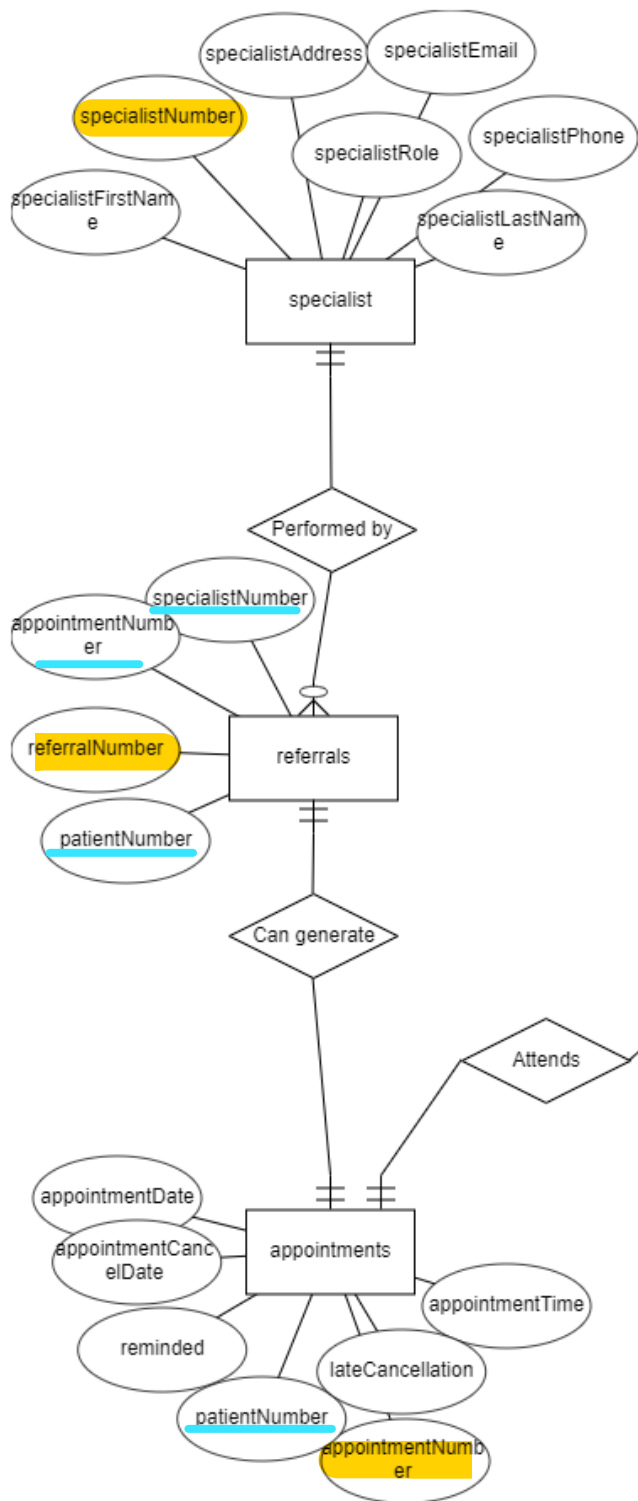 specialistAddress
specialistEmail
specialistNumber
specialistRole
specialistPhone
specialistFirstNam
e
specialistLastNam
e
specialist
Performed by
specialistNumber
appointmentNumb
er
referralNumber
referrals
patientNumber
Can generate
Attends
appointmentDate
appointmentCanc
elDate
appointments
appointmentTime
reminded
lateCancellation
patientNumber
appointmentNumb
er